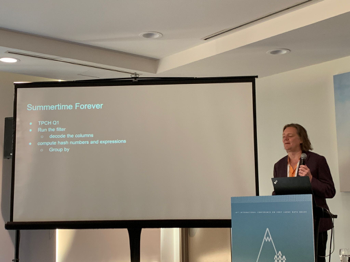 Summertime Forever
● TPCH Q1
● Run the filter
○ decode the columns
● compute hash numbers and expressions
○ Group by